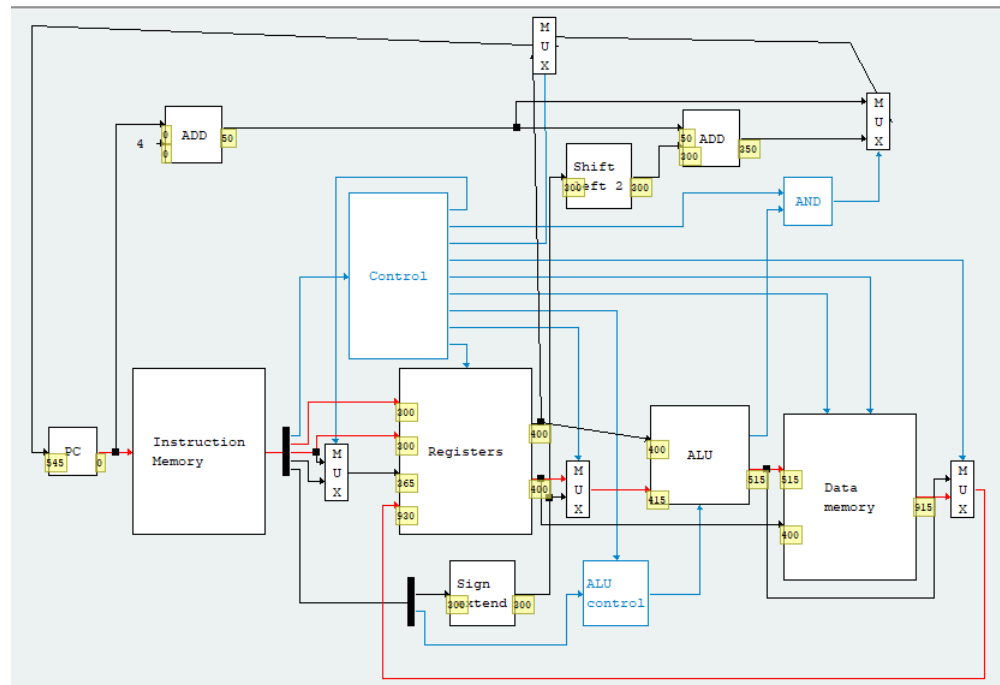 M
U
X
M
U
X
4
0
0
ADD
50
50
300
ADD
350
Shift
300
eft 2
300
AND
Control
PC
545
0
Instruction
Memory
M
U
X
300
300
365
930
Registers
400
400
M
U
X
400
415
ALU
515
515
400
Data
memory
915
M
U
X
Sign
300
xtend
300
ALU
control